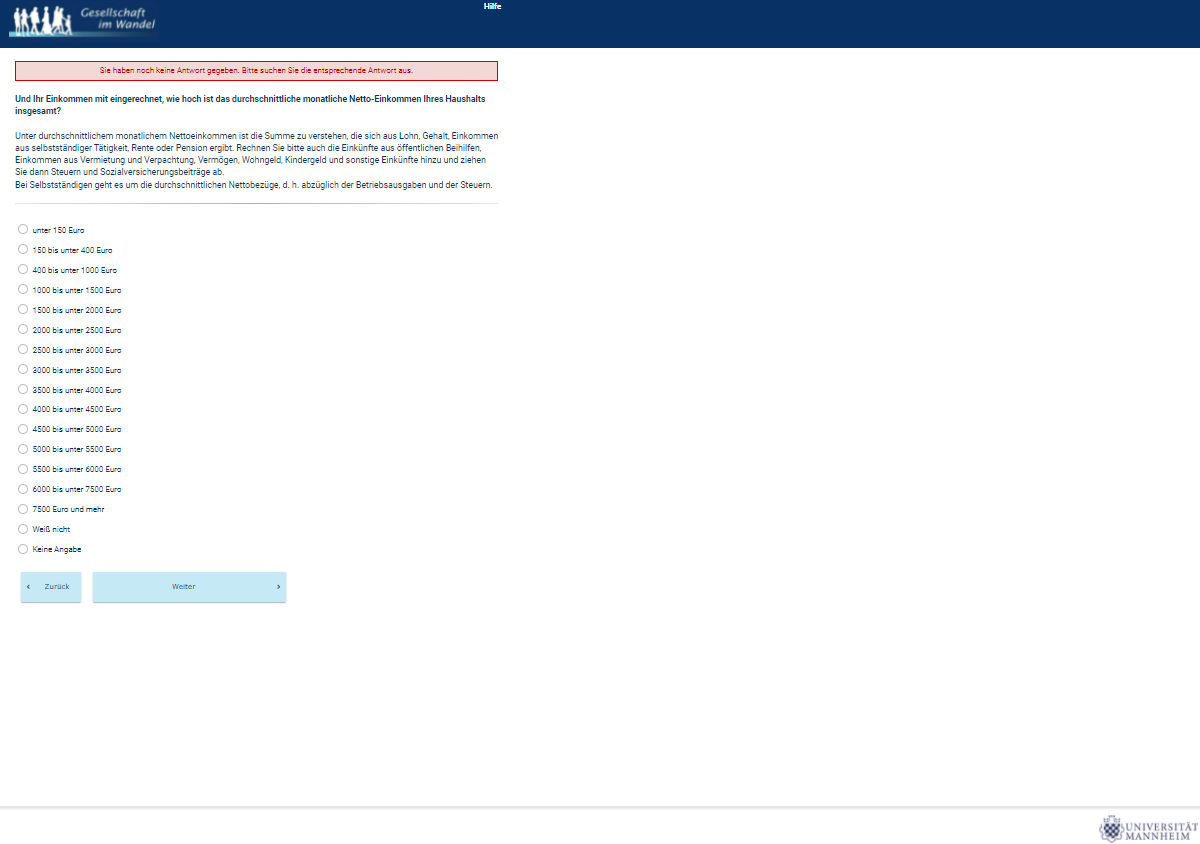 Gesellschaft
im Wandel
Hilfe
Sie haben noch keine Antwort gegeben. Bitte suchen Sie die entsprechende Antwort aus.
Und Ihr Einkommen mit eingerechnet, wie hoch ist das durchschnittliche monatliche Netto-Einkommen Ihres Haushalts
insgesamt?
Unter durchschnittlichem monatlichem Nettoeinkommen ist die Summe zu verstehen, die sich aus Lohn, Gehalt, Einkommen
aus selbstständiger Tätigkeit, Rente oder Pension ergibt. Rechnen Sie bitte auch die Einkünfte aus öffentlichen Beihilfen,
Einkommen aus Vermietung und Verpachtung, Vermögen, Wohngeld, Kindergeld und sonstige Einkünfte hinzu und ziehen
Sie dann Steuern und Sozialversicherungsbeiträge ab.
Bei Selbstständigen geht es um die durchschnittlichen Nettobezüge, d. h. abzüglich der Betriebsausgaben und der Steuern.
unter 150 Euro
150 bis unter 400 Euro
400 bis unter 1000 Euro
1000 bis unter 1500 Euro
1500 bis unter 2000 Euro
2000 bis unter 2500 Euro
2500 bis unter 3000 Euro
3000 bis unter 3500 Euro
3500 bis unter 4000 Euro
4000 bis unter 4500 Euro
4500 bis unter 5000 Euro
5000 bis unter 5500 Euro
5500 bis unter 6000 Euro
6000 bis unter 7500 Euro
7500 Euro und mehr
Weiß nicht
Keine Angabe
‹ Zurück
Weiter ›
UNIVERSITÄT
MANNHEIM